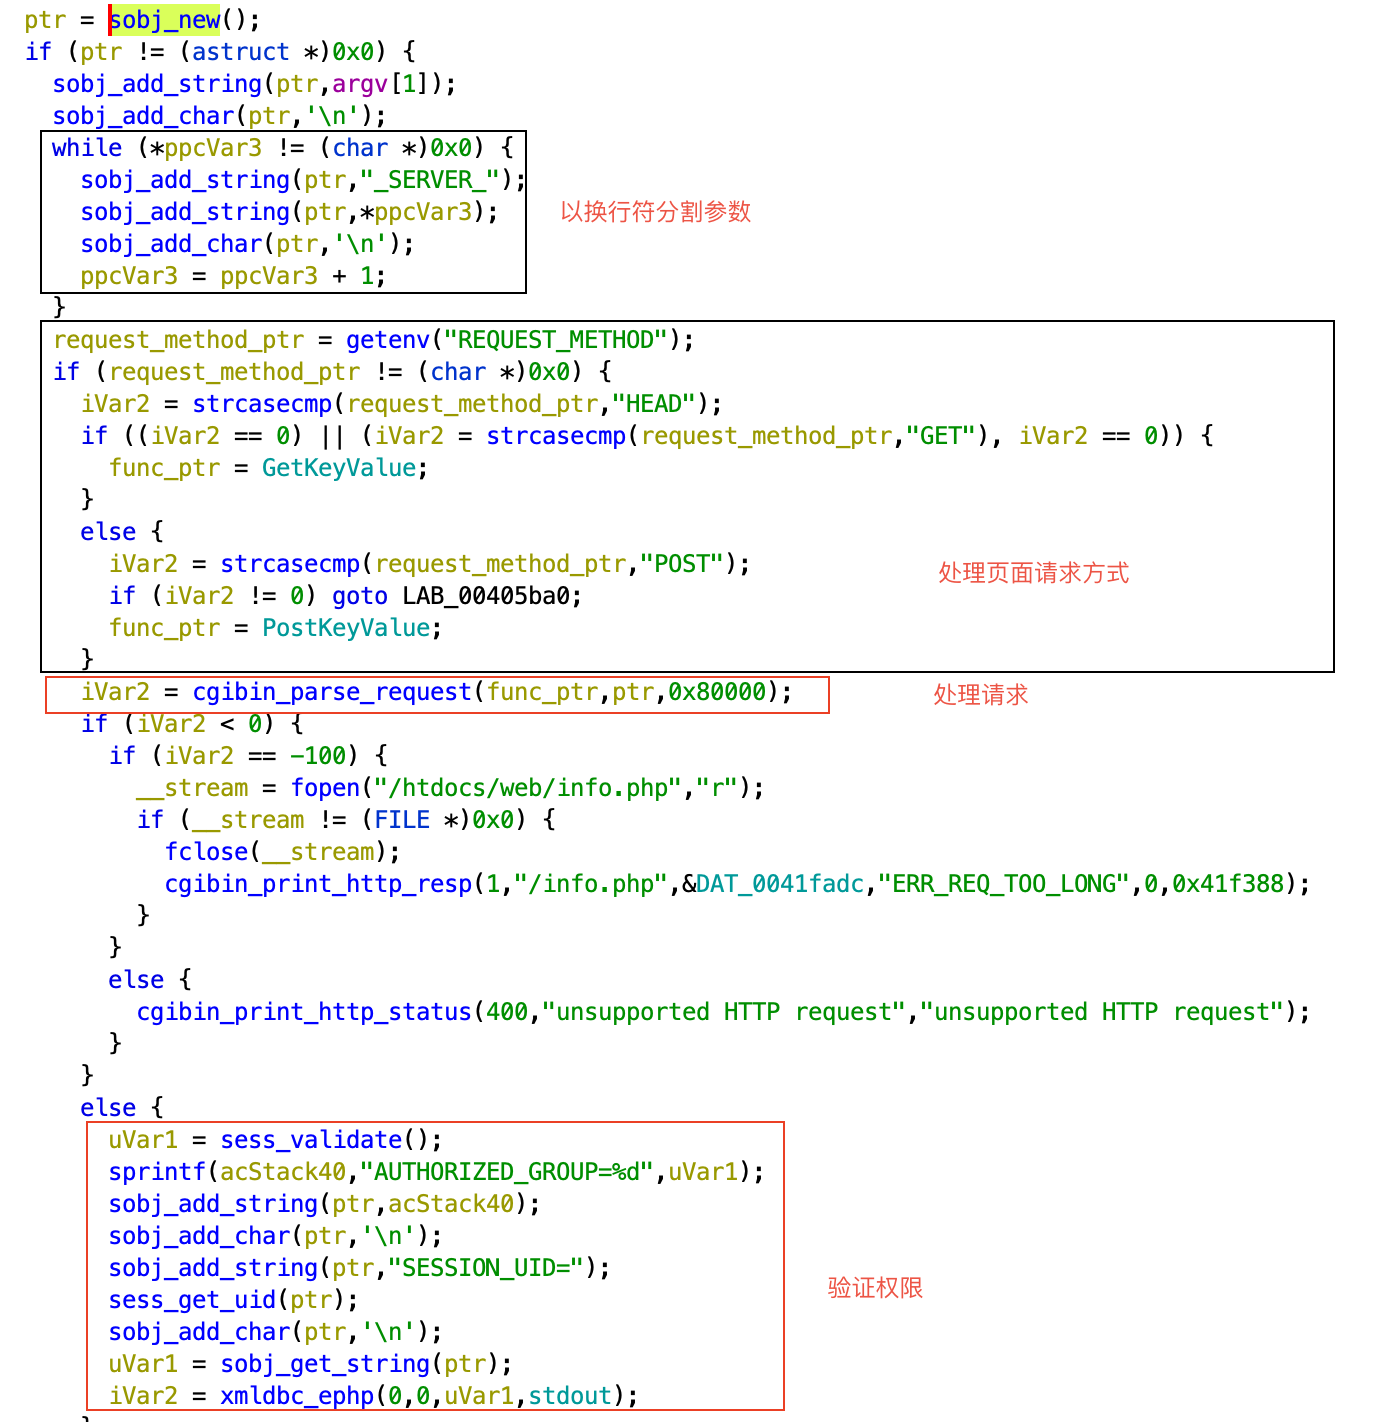 ptr = sobj_new();
if (ptr != (astruct *)0x0) {
sobj_add_string(ptr,argv[1]);
sobj_add_char(ptr,'\n');
while (*ppcVar3 != (char *)0x0) {
sobj_add_string(ptr,"_SERVER_");
sobj_add_string(ptr,*ppcVar3);
以换行符分割参数
sobj_add_char(ptr,'\n');
ppcVar3 = ppcVar3 + 1;
}
request_method_ptr = getenv("REQUEST_METHOD");
if (request_method_ptr != (char *)0x0) {
iVar2 = strcasecmp(request_method_ptr,"HEAD");
if ((iVar2 == 0) || (iVar2 = strcasecmp(request_method_ptr,"GET"), iVar2 == 0)) {
func_ptr = GetKeyValue;
}
else {
iVar2 = strcasecmp(request_method_ptr,"POST");
处理页面请求方式
if (iVar2 != 0) goto LAB_00405ba0;
func_ptr = PostKeyValue;
}
iVar2 = cgibin_parse_request(func_ptr,ptr,0x80000);
处理请求
if (iVar2 < 0) {
if (iVar2 == -100) {
__stream = fopen("/htdocs/web/info.php","r");
if (__stream != (FILE *)0x0) {
fclose(__stream);
cgibin_print_http_resp(1,"/info.php",&DAT_0041fadc,"ERR_REQ_TOO_LONG",0,0x41f388);
}
}
else {
cgibin_print_http_status(400,"unsupported HTTP request","unsupported HTTP request");
}
}
else {
uVar1 = sess_validate();
sprintf(acStack40,"AUTHORIZED_GROUP=%d",uVar1);
sobj_add_string(ptr,acStack40);
sobj_add_char(ptr,'\n');
sobj_add_string(ptr,"SESSION_UID=");
验证权限
sess_get_uid(ptr);
sobj_add_char(ptr,'\n');
uVar1 = sobj_get_string(ptr);
iVar2 = xmldbc_ephp(0,0,uVar1,stdout);
}